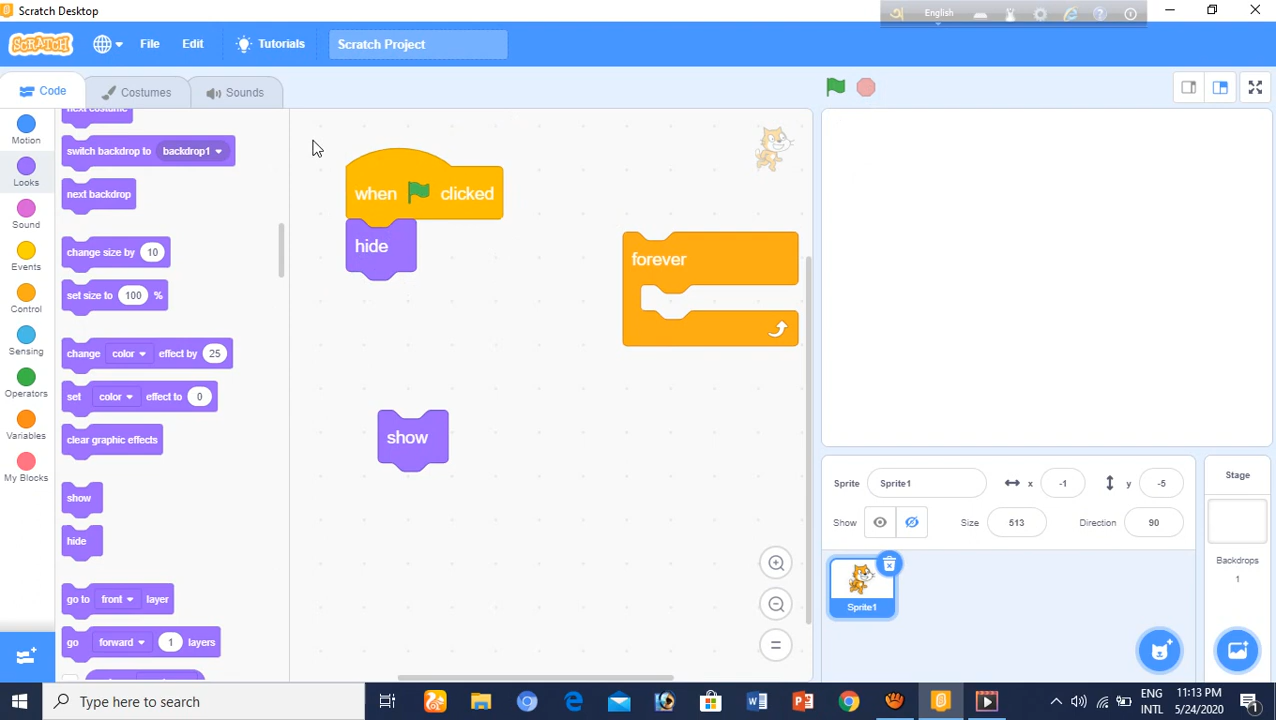 Scratch Desktop
English
SCRATCH
File
Edit
Tutorials
Scratch Project
Code
Costumes
Sounds
Motion
Looks
Sound
Events
Control
Sensing
Operators
Variables
My Blocks
next costume
switch backdrop to backdrop1
next backdrop
change size by 10
set size to 100 %
change color effect by 25
set color effect to 0
clear graphic effects
show
hide
go to front layer
go forward 1 layers
when clicked
hide
forever
show
Sprite Sprite1 x -1 y -5
Show Size 513 Direction 90
Sprite1
Stage
Backdrops
1
Type here to search
ENG
INTL
11:13 PM
5/24/2020
1